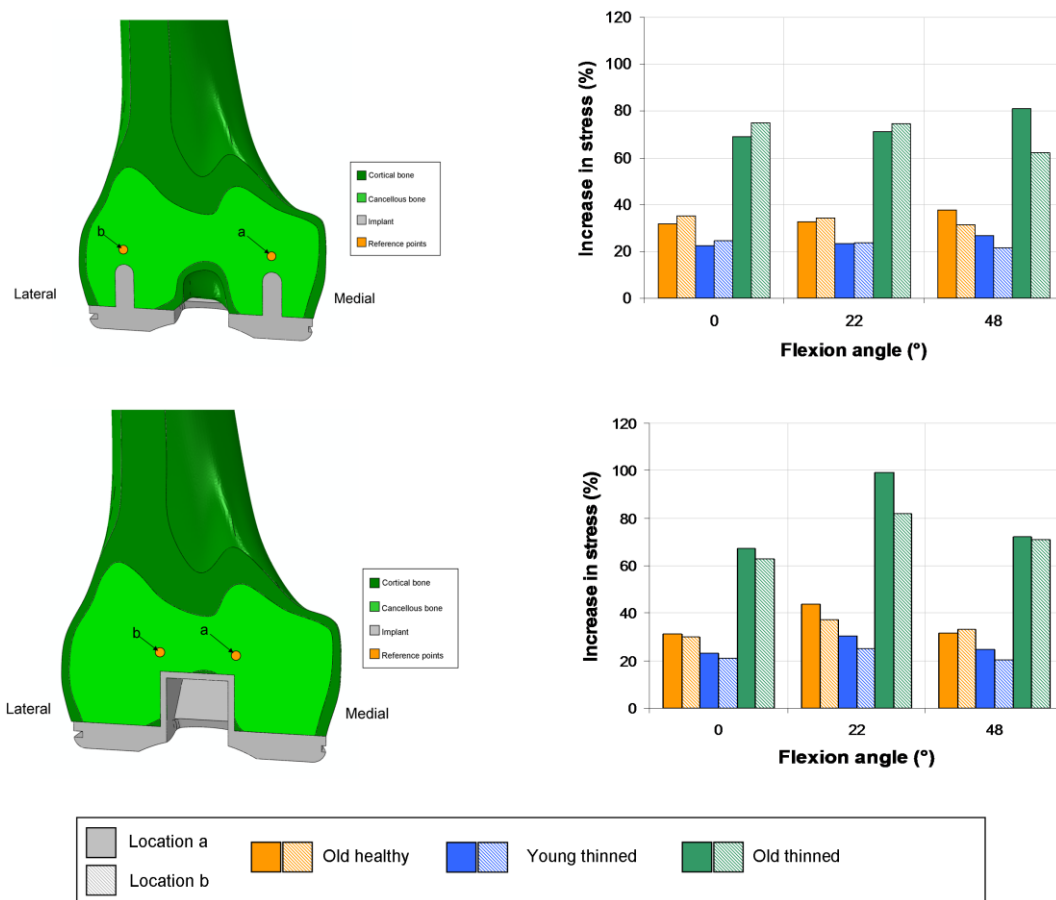 b
a
Lateral
Medial
Cortical bone
Cancellous bone
Implant
Reference points
Increase in stress (%)
120
100
80
60
40
20
0
0 22 48
Flexion angle (º)
b
a
Lateral
Medial
Cortical bone
Cancellous bone
Implant
Reference points
Increase in stress (%)
120
100
80
60
40
20
0
0 22 48
Flexion angle (º)
Location a
Location b
Old healthy
Young thinned
Old thinned